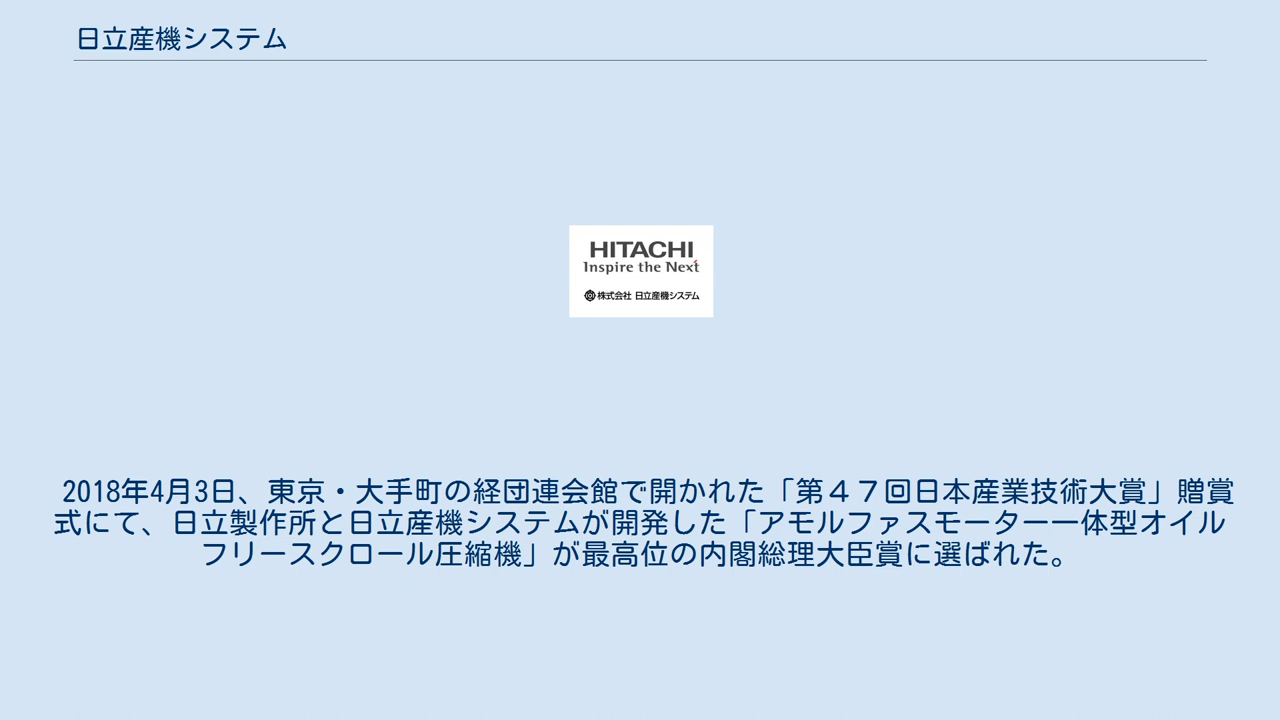 日立産機システム
HITACHI
Inspire the Next
株式会社 日立産機システム
2018年4月3日、東京・大手町の経団連会館で開かれた「第４７回日本産業技術大賞」贈賞
式にて、日立製作所と日立産機システムが開発した「アモルファスモーター一体型オイル
フリースクロール圧縮機」が最高位の内閣総理大臣賞に選ばれた。